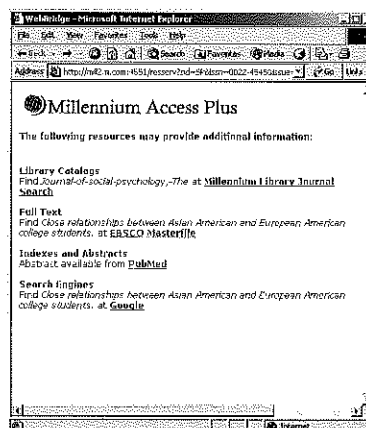 WebBridge - Microsoft Internet Explorer
File Edit View Favorites Tools Help
Back Search Favorites Media
Address Go Links
Millennium Access Plus
The following resources may provide additional information:
Library Catalogs
Find Journal-of-social-psychology,-The at Millennium Library Journal
Search
Full Text
Find Close relationships between Asian American and European American
college students. at EBSCO Masterfile
Indexes and Abstracts
Abstract available from PubMed
Search Engines
Find Close relationships between Asian American and European American
college students. at Google
Internet